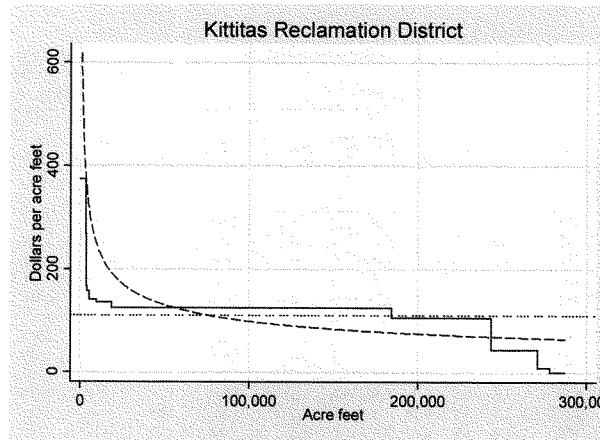 Kittitas Reclamation District
Dollars per acre feet
600
400
200
0
0
100,000
200,000
300,00
Acre feet